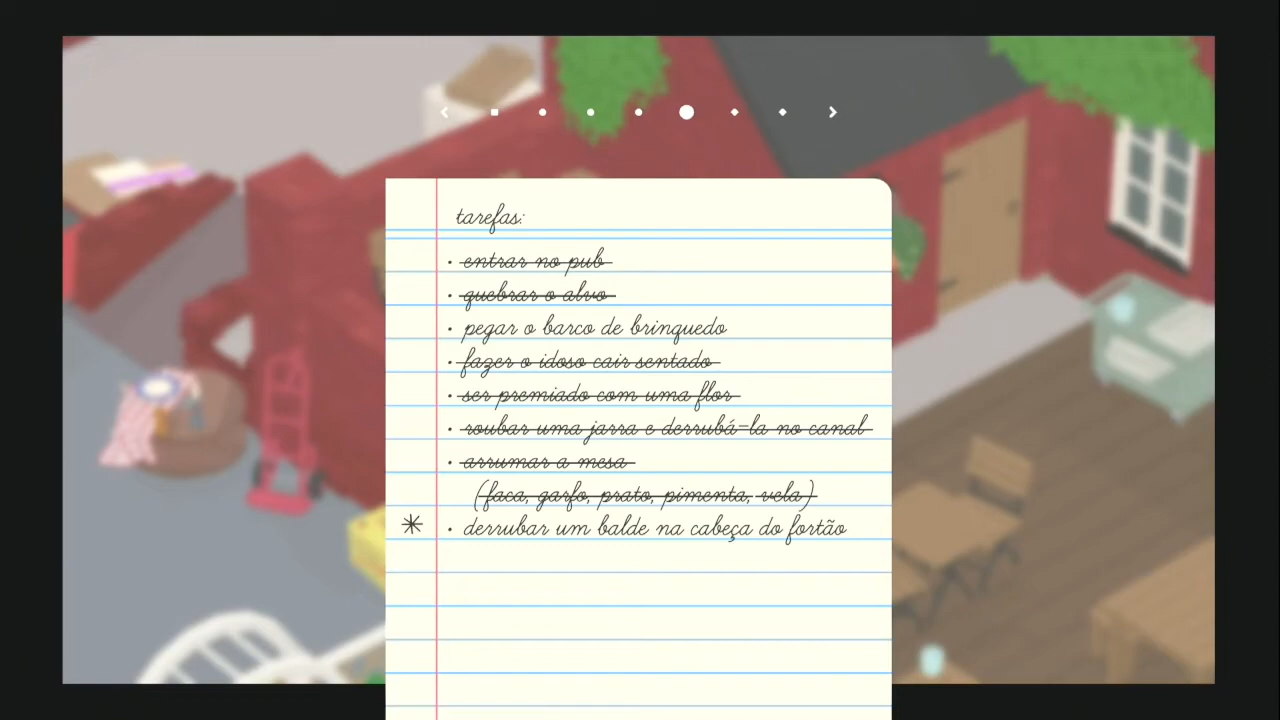 tarefas:
· entrar no pub
· quebrar o alvo
· pegar o barco de brinquedo
· fazer o idoso cair sentado
· ser premiado com uma flor
· roubar uma jarra e derrubá-la no canal
· arrumar a mesa
(faca, garfo, prato, pimenta, vela)
· derrubar um balde na cabeça do fortão